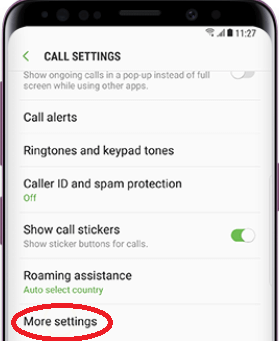 11:27
CALL SETTINGS
Show ongoing calls in a pop-up instead of full
screen while using other apps.
Call alerts
Ringtones and keypad tones
Caller ID and spam protection
Off
Show call stickers
Show sticker buttons for calls.
Roaming assistance
Auto select country
More settings